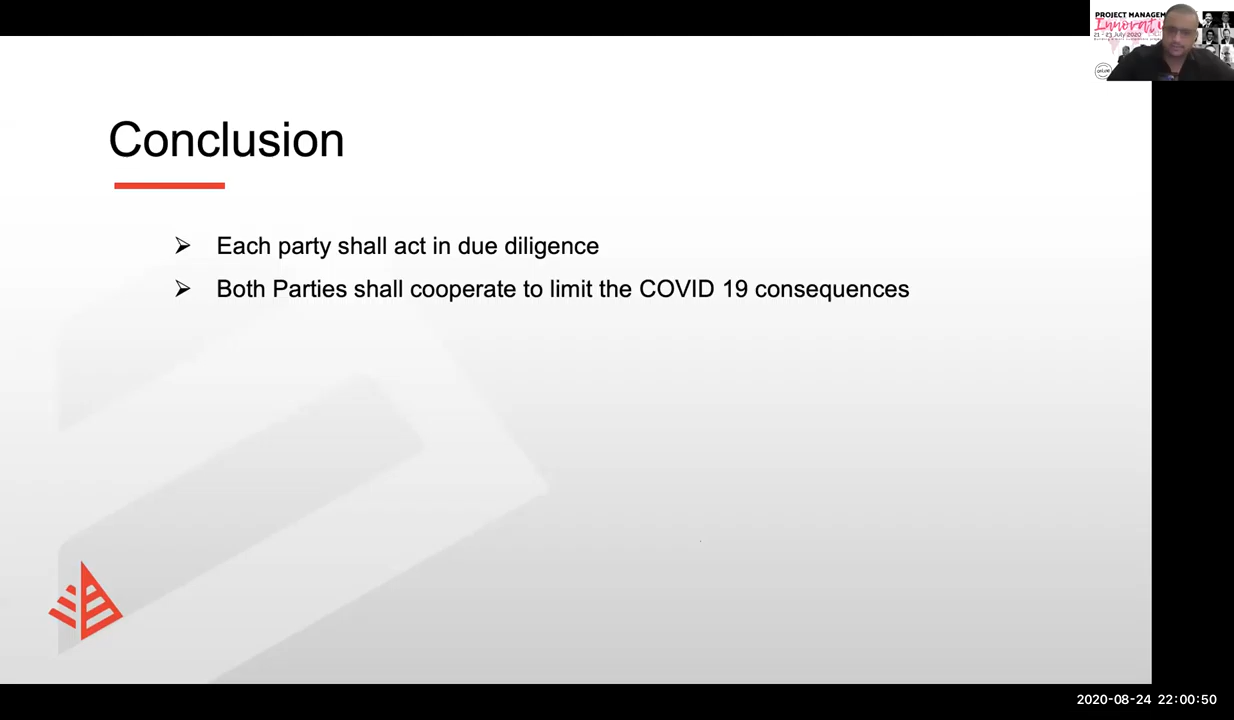 PROJECT MANAGEM
Innovati
21 - 23 July 2020
Conclusion
➢ Each party shall act in due diligence
➢ Both Parties shall cooperate to limit the COVID 19 consequences
2020-08-24 22:00:50